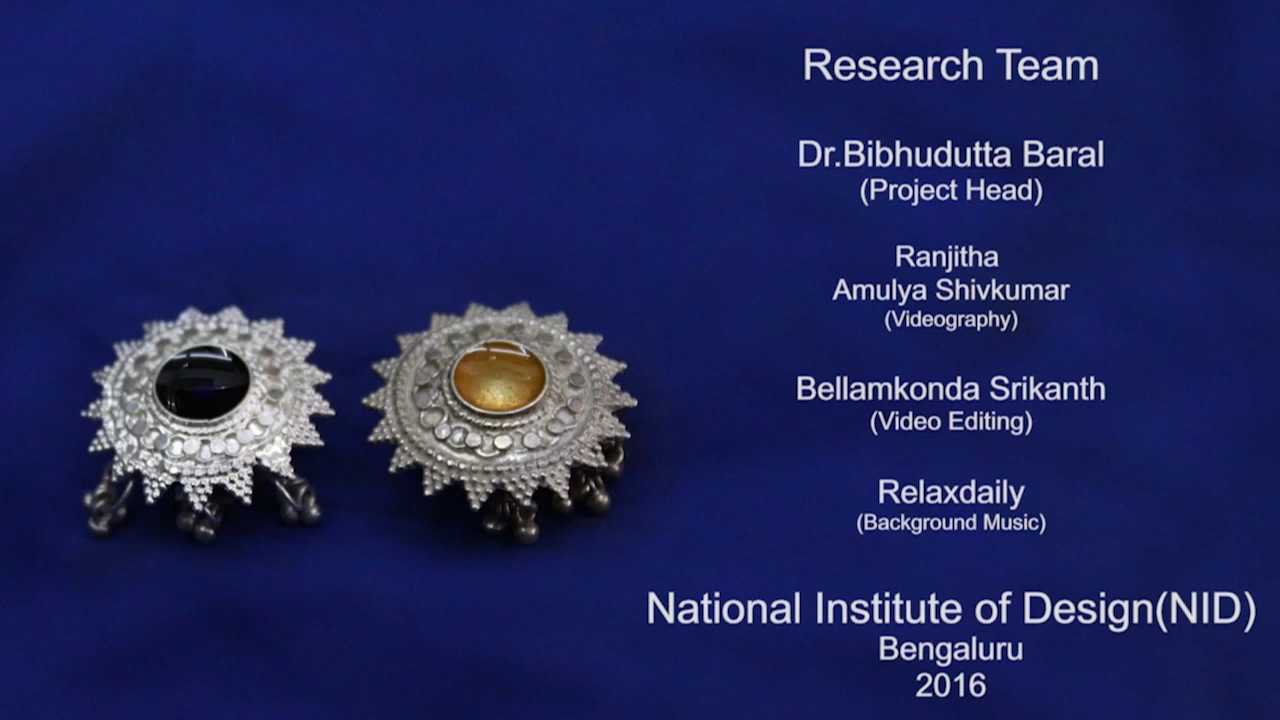 Research Team
Dr.Bibhudutta Baral
(Project Head)
Ranjitha
Amulya Shivkumar
(Videography)
Bellamkonda Srikanth
(Video Editing)
Relaxdaily
(Background Music)
National Institute of Design(NID)
Bengaluru
2016